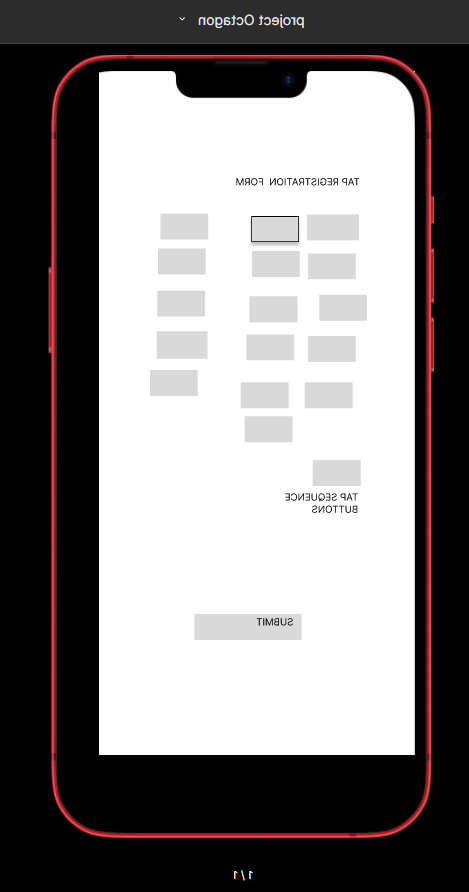 project Octagon
TAP REGISTRATION FORM
TAP SEQUENCE
BUTTONS
SUBMIT
1/1